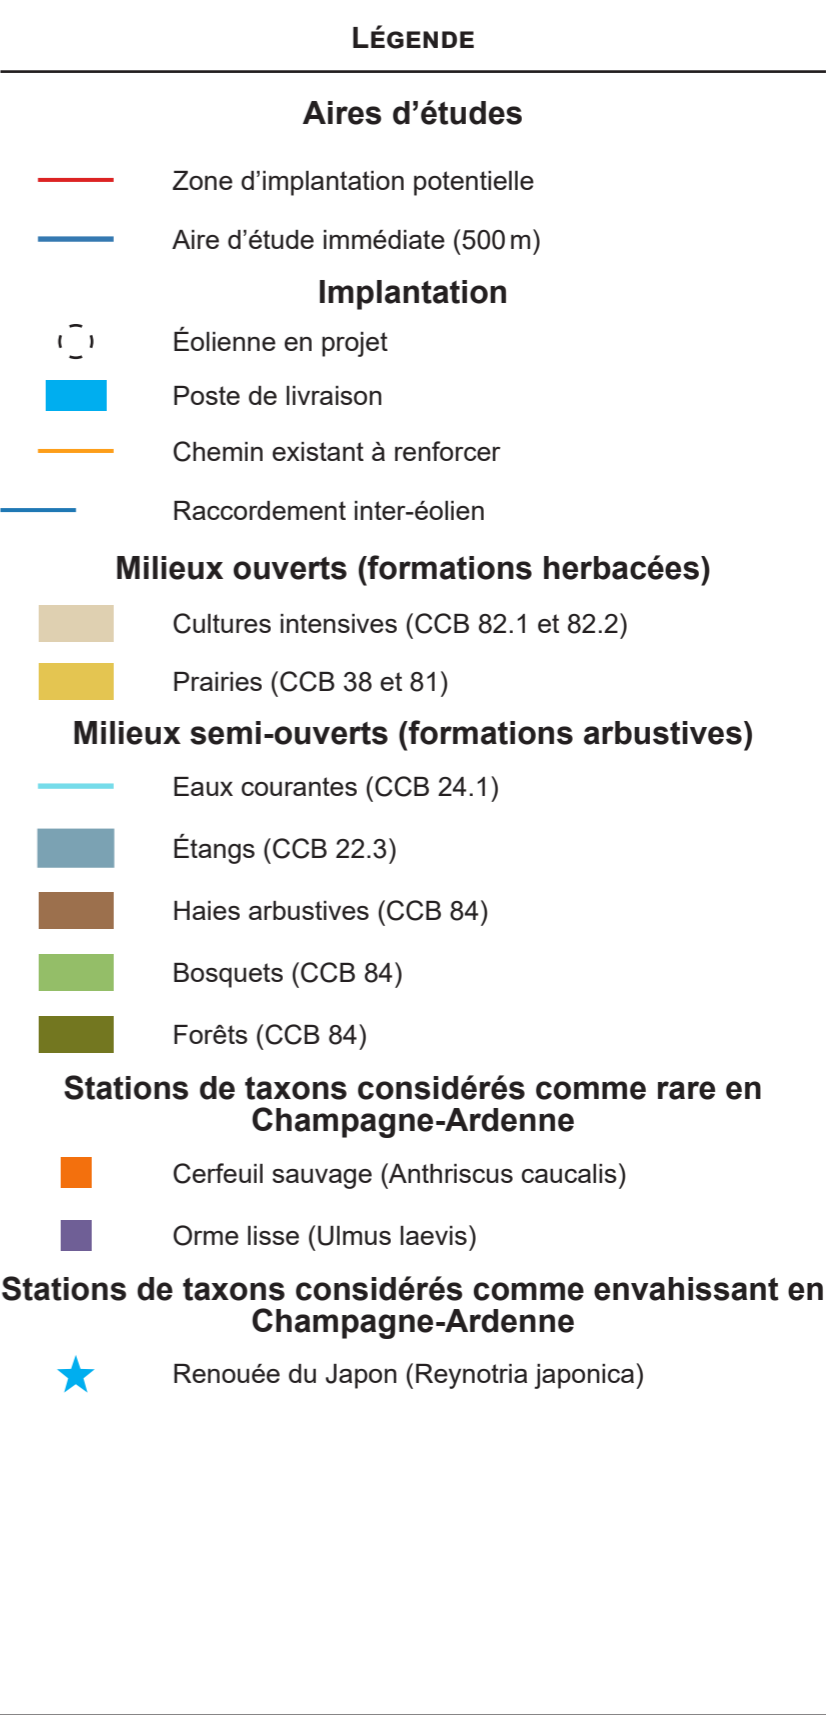 LÉGENDE
Aires d’études
Zone d’implantation potentielle
Aire d’étude immédiate (500 m)
Implantation
Éolienne en projet
Poste de livraison
Chemin existant à renforcer
Raccordement inter-éolien
Milieux ouverts (formations herbacées)
Cultures intensives (CCB 82.1 et 82.2)
Prairies (CCB 38 et 81)
Milieux semi-ouverts (formations arbustives)
Eaux courantes (CCB 24.1)
Étangs (CCB 22.3)
Haies arbustives (CCB 84)
Bosquets (CCB 84)
Forêts (CCB 84)
Stations de taxons considérés comme rare en
Champagne-Ardenne
Cerfeuil sauvage (Anthriscus caucalis)
Orme lisse (Ulmus laevis)
Stations de taxons considérés comme envahissant en
Champagne-Ardenne
Renouée du Japon (Reynotria japonica)